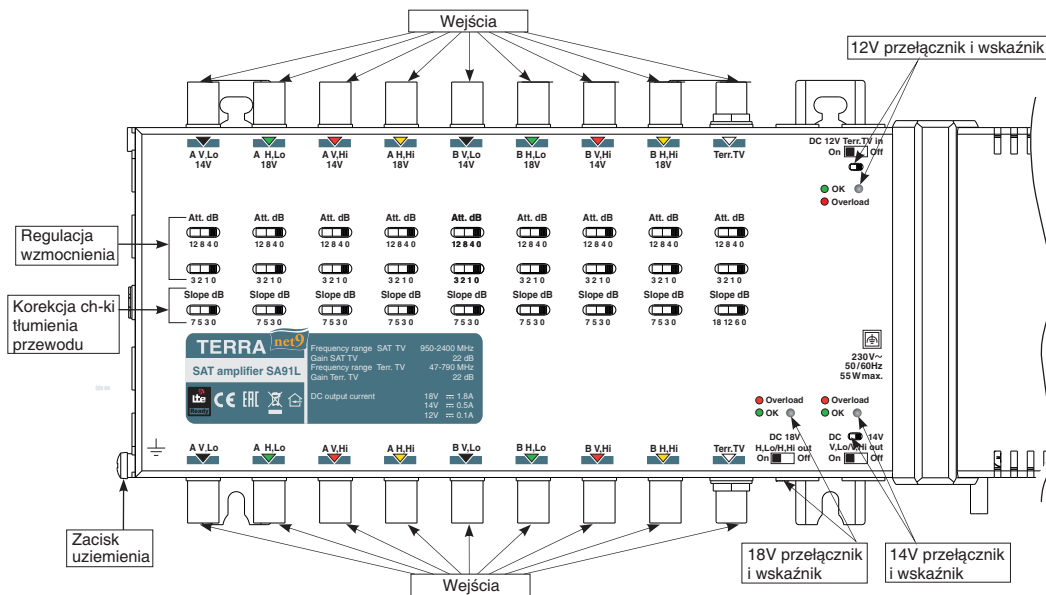 Wejścia
12V przełącznik i wskaźnik
A V,Lo 14V
A H,Lo 18V
A V,Hi 14V
A H,Hi 18V
B V,Lo 14V
B H,Lo 18V
B V,Hi 14V
B H,Hi 18V
Terr.TV
DC 12V Terr.TV in
On Off
OK
Overload
Regulacja wzmocnienia
Att. dB Att. dB Att. dB Att. dB Att. dB Att. dB Att. dB Att. dB Att. dB
12 8 4 0 12 8 4 0 12 8 4 0 12 8 4 0 12 8 4 0 12 8 4 0 12 8 4 0 12 8 4 0 12 8 4 0
3 2 1 0 3 2 1 0 3 2 1 0 3 2 1 0 3 2 1 0 3 2 1 0 3 2 1 0 3 2 1 0 3 2 1 0
Korekcja ch-ki tłumienia przewodu
Slope dB Slope dB Slope dB Slope dB Slope dB Slope dB Slope dB Slope dB Slope dB
7 5 3 0 7 5 3 0 7 5 3 0 7 5 3 0 7 5 3 0 7 5 3 0 7 5 3 0 7 5 3 0 18 12 6 0
TERRA net9
SAT amplifier SA91L
Frequency range SAT TV 950-2400 MHz
Gain SAT TV 22 dB
Frequency range Terr. TV 47-790 MHz
Gain Terr. TV 22 dB
DC output current 18V 1.8A
14V 0.5A
12V 0.1A
lte Ready
CE EAC
230V~
50/60Hz
55 W max.
Overload
OK
DC 18V
H,Lo/H,Hi out
On Off
Overload
OK
DC 14V
V,Lo/V,Hi out
On Off
A V,Lo
A H,Lo
A V,Hi
A H,Hi
B V,Lo
B H,Lo
B V,Hi
B H,Hi
Terr.TV
Zacisk uziemienia
Wejścia
18V przełącznik i wskaźnik
14V przełącznik i wskaźnik